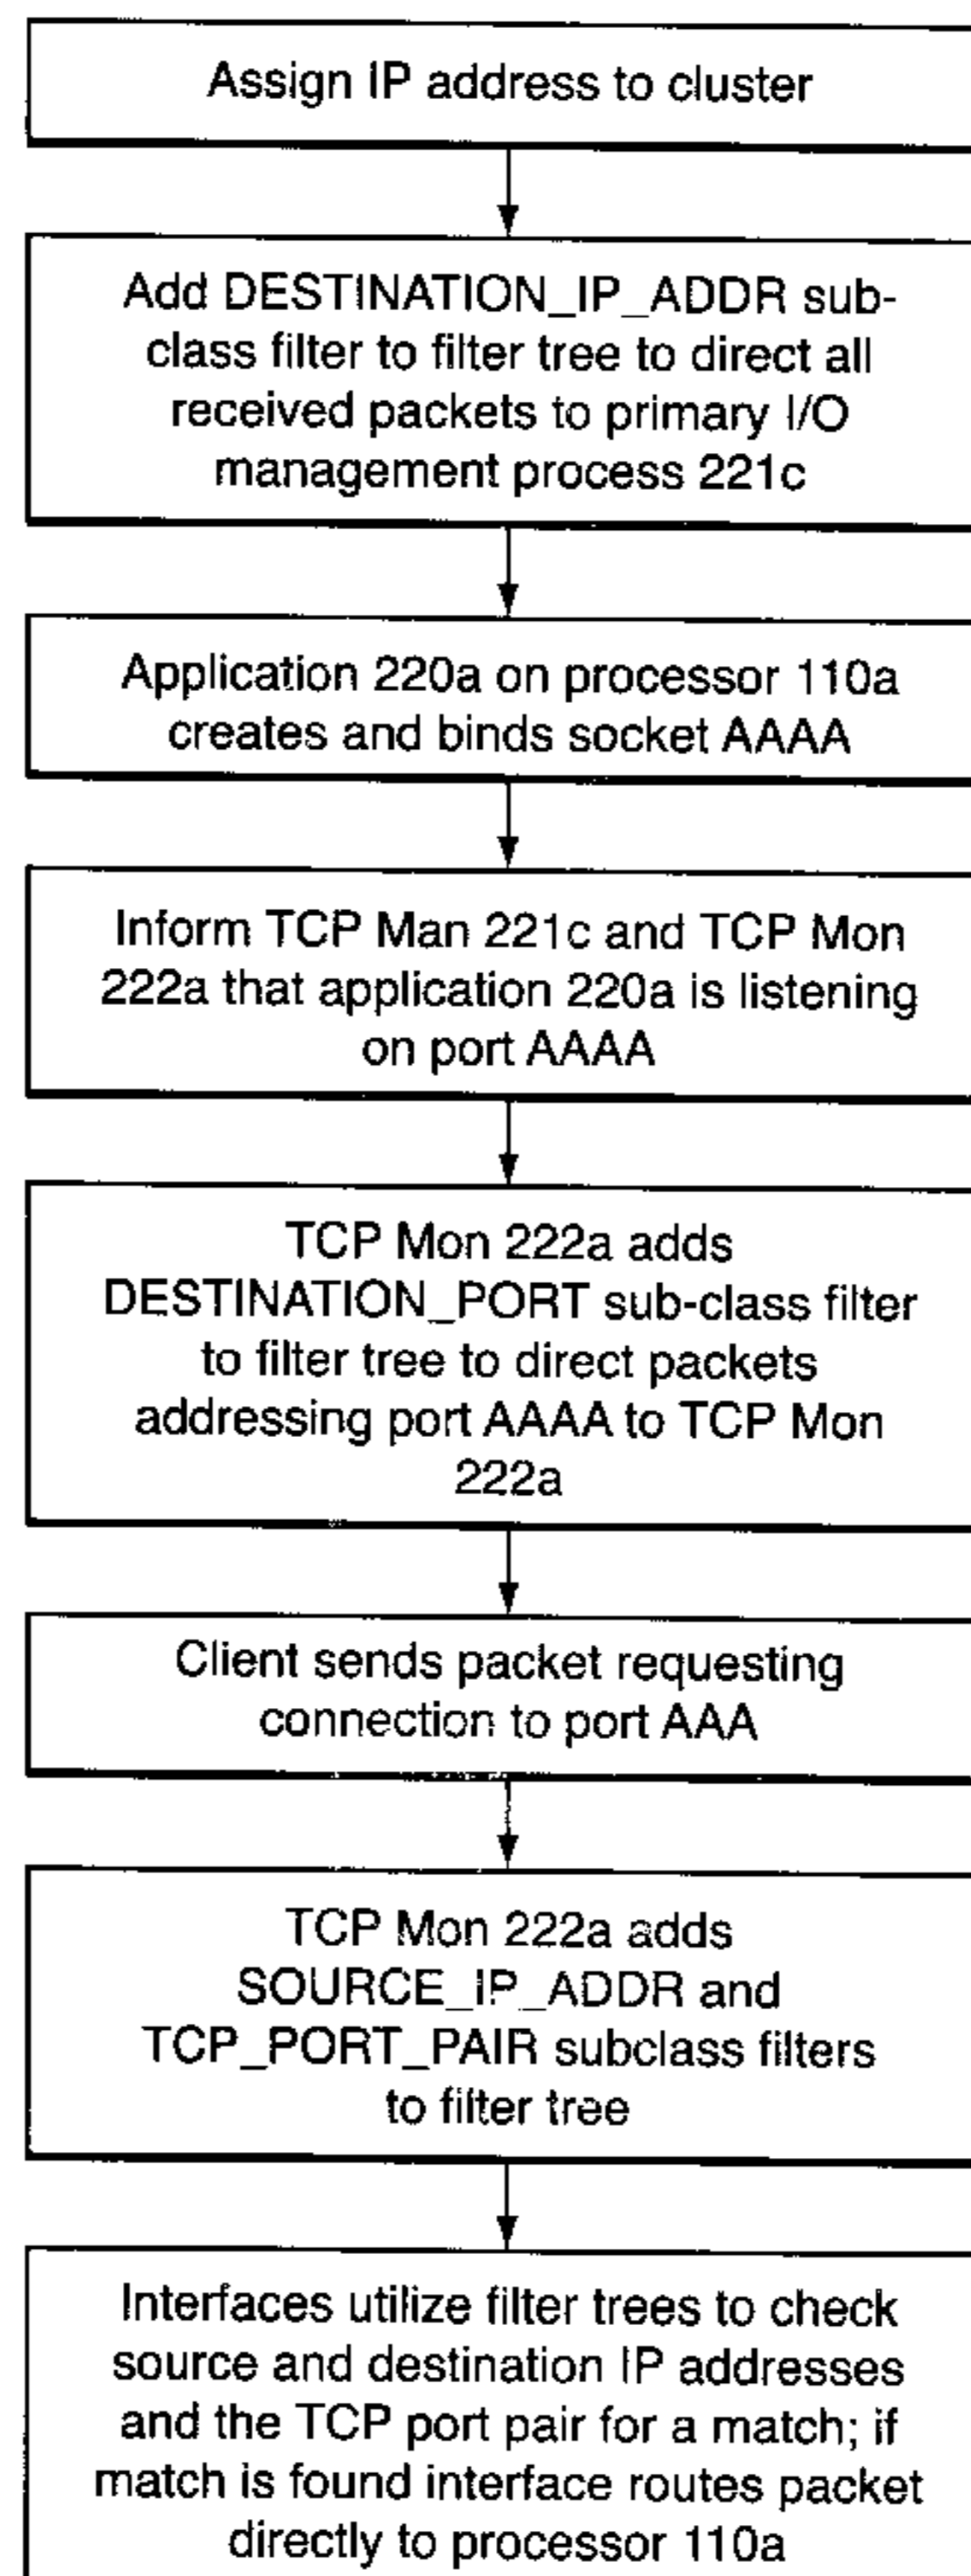 Assign IP address to cluster
Add DESTINATION_IP_ADDR sub-
class filter to filter tree to direct all
received packets to primary I/O
management process 221c
Application 220a on processor 110a
creates and binds socket AAAA
Inform TCP Man 221c and TCP Mon
222a that application 220a is listening
on port AAAA
TCP Mon 222a adds
DESTINATION_PORT sub-class filter
to filter tree to direct packets
addressing port AAAA to TCP Mon
222a
Client sends packet requesting
connection to port AAA
TCP Mon 222a adds
SOURCE_IP_ADDR and
TCP_PORT_PAIR subclass filters
to filter tree
Interfaces utilize filter trees to check
source and destination IP addresses
and the TCP port pair for a match; if
match is found interface routes packet
directly to processor 110a